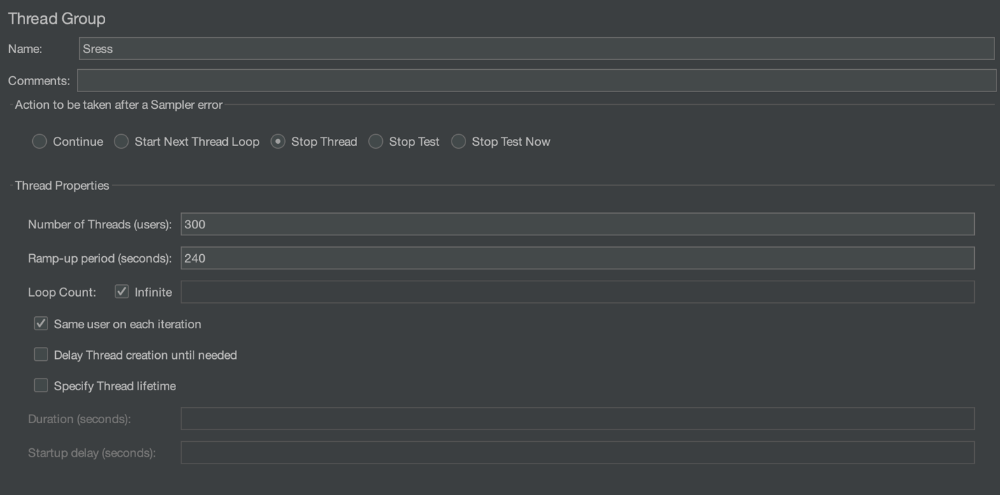 Thread Group
Name: Sress
Comments:
Action to be taken after a Sampler error
Continue Start Next Thread Loop Stop Thread Stop Test Stop Test Now
Thread Properties
Number of Threads (users): 300
Ramp-up period (seconds): 240
Loop Count: Infinite
Same user on each iteration
Delay Thread creation until needed
Specify Thread lifetime
Duration (seconds):
Startup delay (seconds):